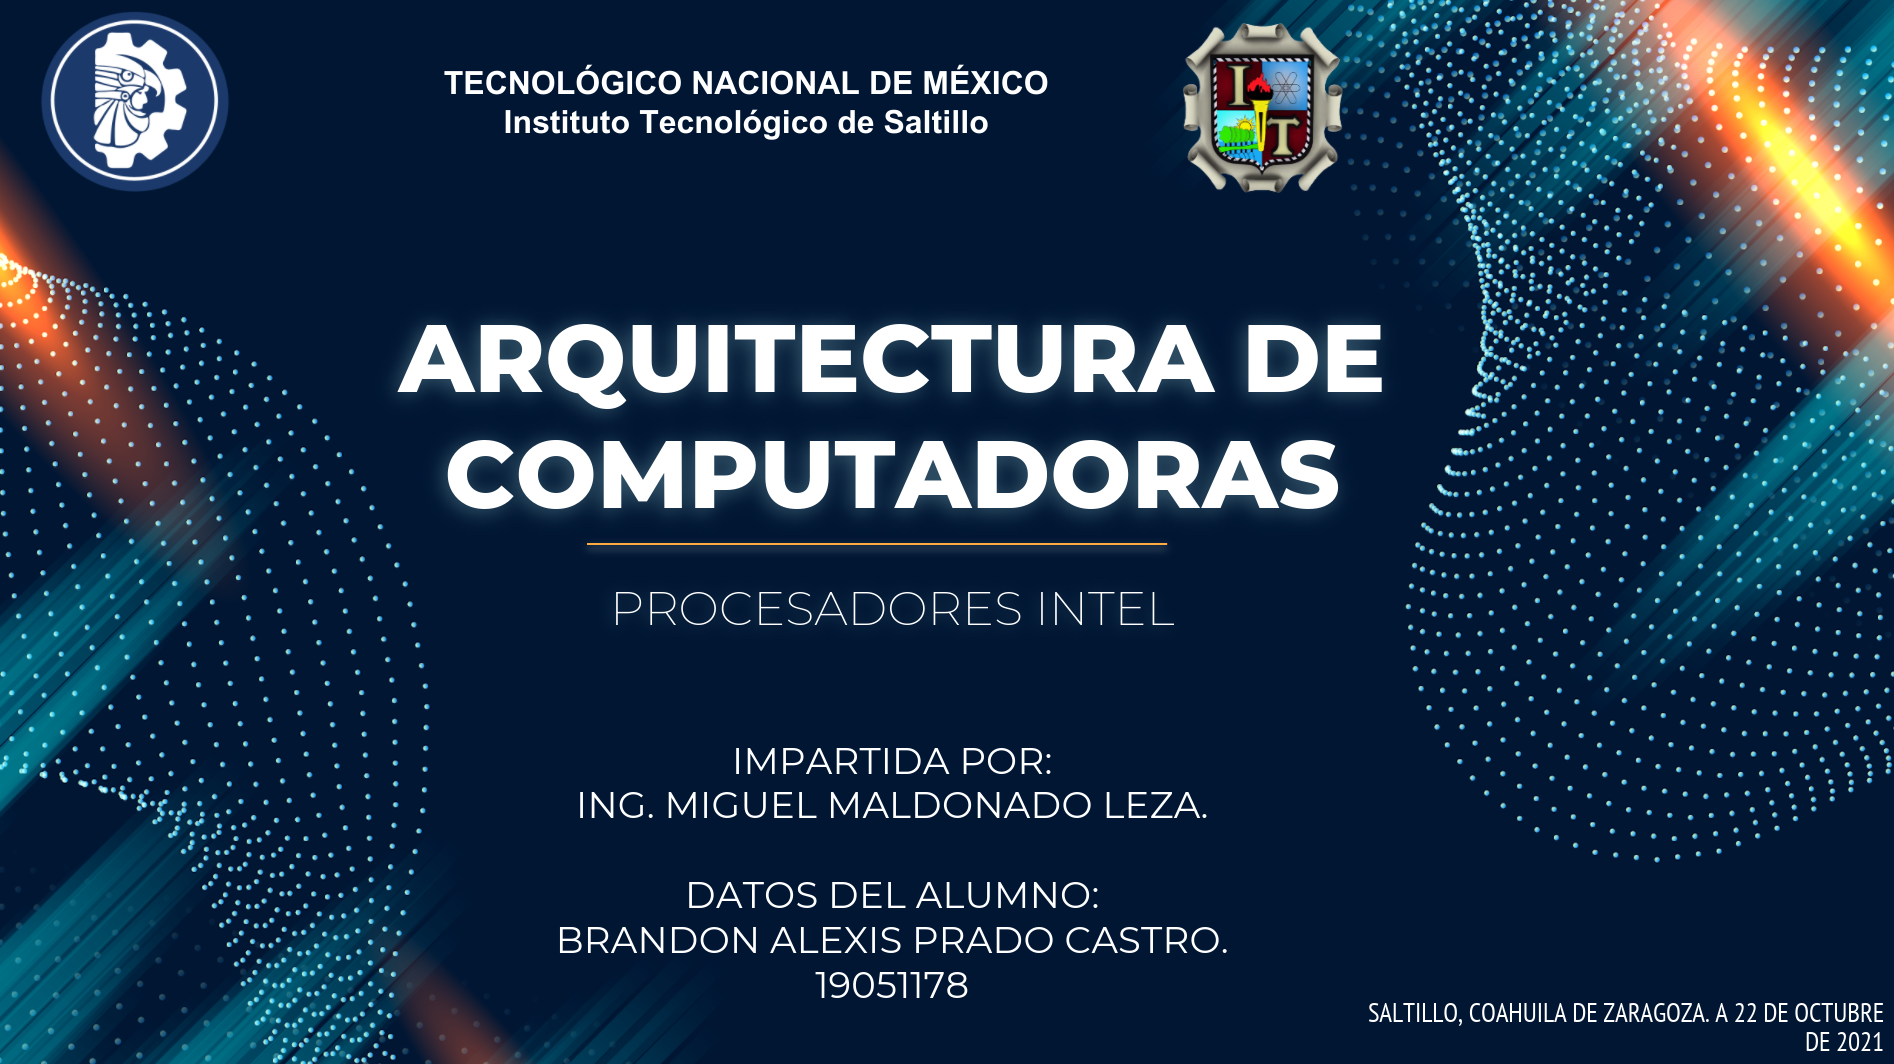 TECNOLÓGICO NACIONAL DE MÉXICO
Instituto Tecnológico de Saltillo
I
T
ARQUITECTURA DE
COMPUTADORAS
PROCESADORES INTEL
IMPARTIDA POR:
ING. MIGUEL MALDONADO LEZA.
DATOS DEL ALUMNO:
BRANDON ALEXIS PRADO CASTRO.
19051178
SALTILLO, COAHUILA DE ZARAGOZA. A 22 DE OCTUBRE
DE 2021